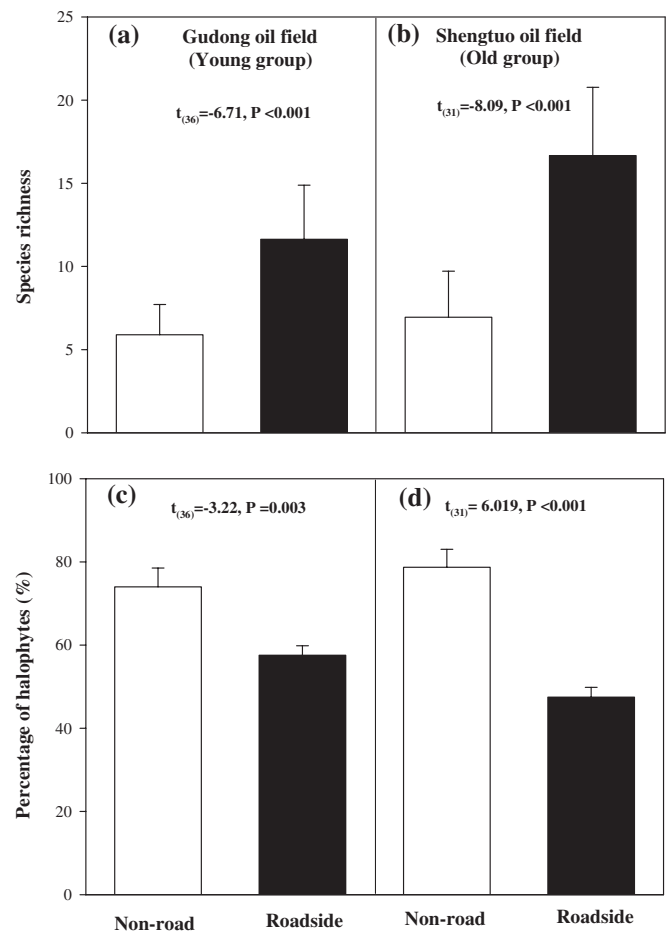 (a)
Gudong oil field
(Young group)
t(36)=-6.71, P <0.001
(b)
Shengtuo oil field
(Old group)
t(31)=-8.09, P <0.001
Species richness
25
20
15
10
5
0
(c)
t(36)=-3.22, P =0.003
(d)
t(31)= 6.019, P <0.001
Percentage of halophytes (%)
100
80
60
40
20
0
Non-road
Roadside
Non-road
Roadside